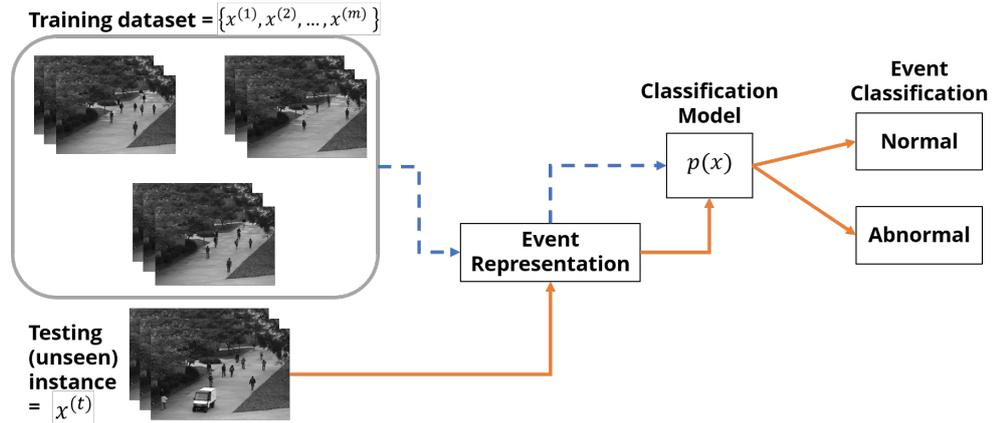 Training dataset = {x^(1), x^(2), ..., x^(m)}
Classification
Model
p(x)
Event
Classification
Normal
Abnormal
Event
Representation
Testing
(unseen)
instance
= x^(t)